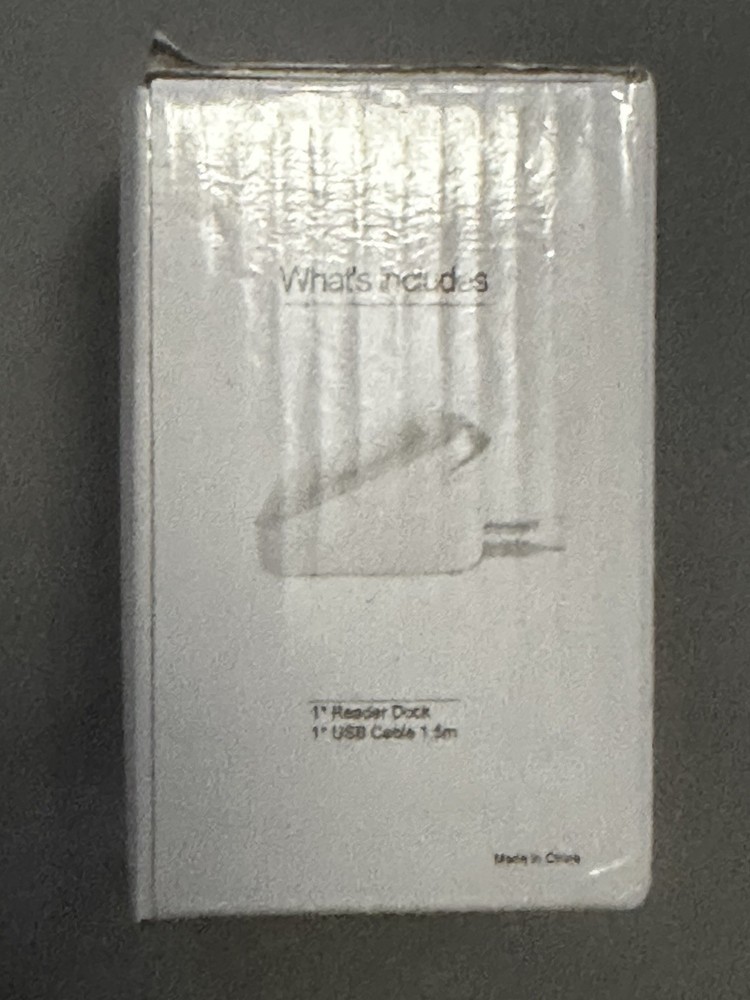 What's includes
1* Reader Dock
1* USB Cable 1.5m
Made in China